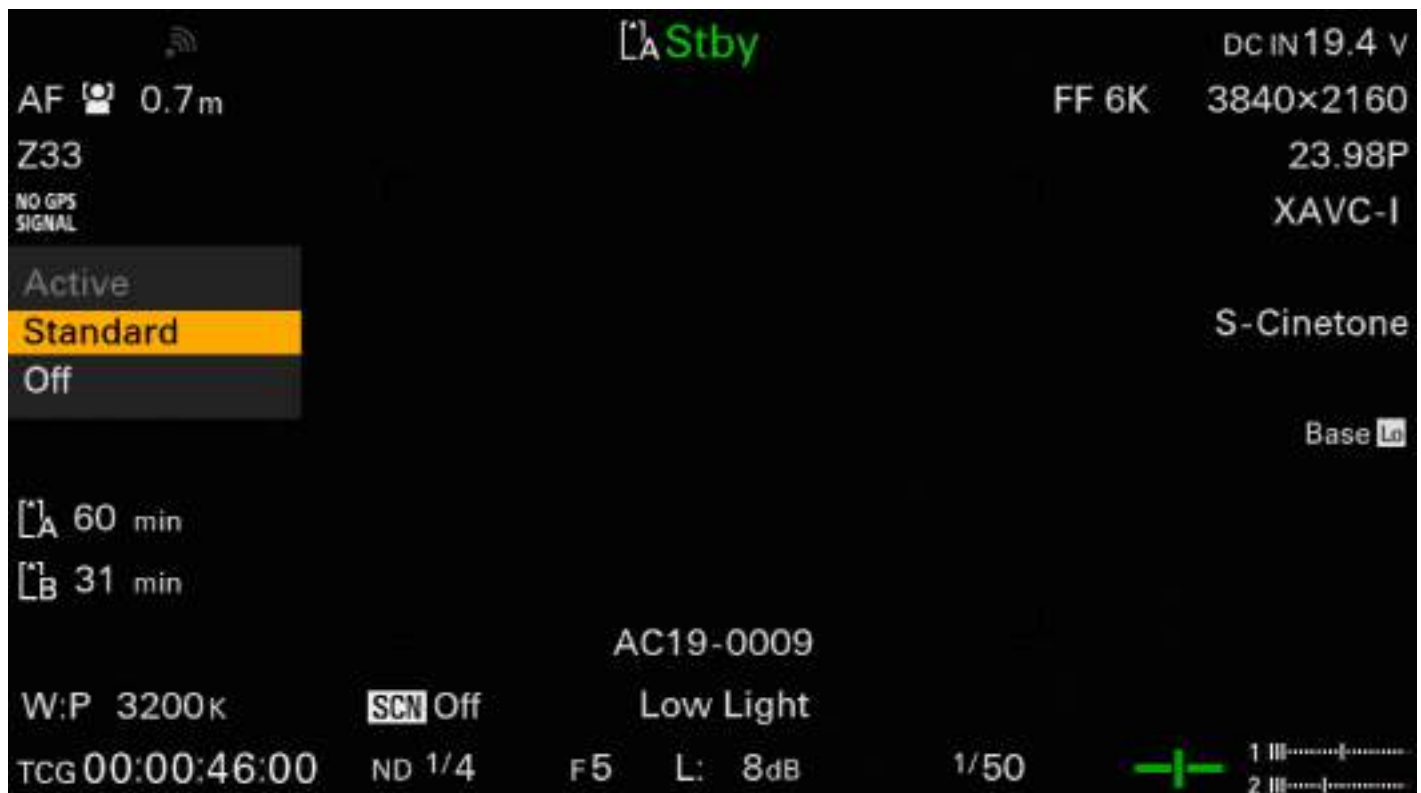 A Stby
DC IN 19.4 V
AF 0.7 m
FF 6K 3840×2160
Z33
23.98P
NO GPS
SIGNAL
XAVC-I
Active
Standard
Off
S-Cinetone
Base Lo
A 60 min
B 31 min
AC19-0009
W:P 3200K SCN Off Low Light
TCG 00:00:46:00 ND 1/4 F5 L: 8dB 1/50
1
2